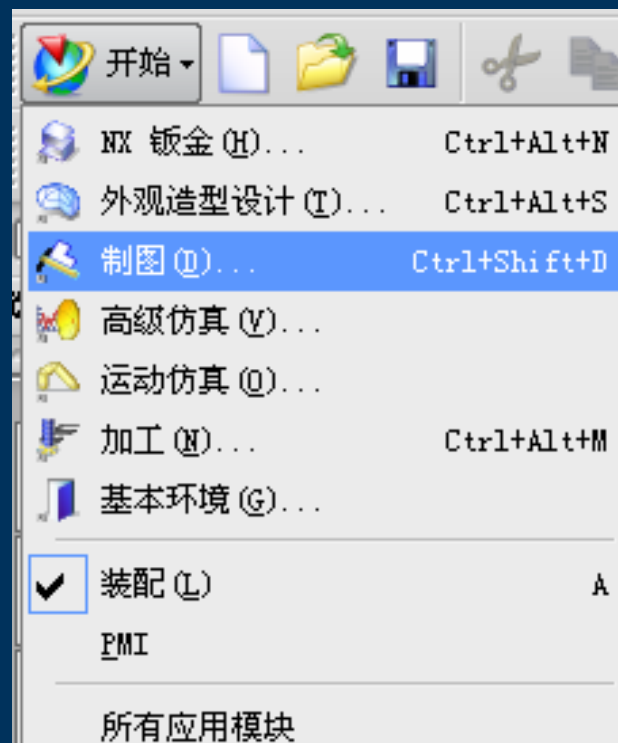 开始
NX 钣金(H)... Ctrl+Alt+N
外观造型设计(T)... Ctrl+Alt+S
制图(D)... Ctrl+Shift+D
高级仿真(V)...
运动仿真(O)...
加工(N)... Ctrl+Alt+M
基本环境(G)...
装配(L) A
PMI
所有应用模块